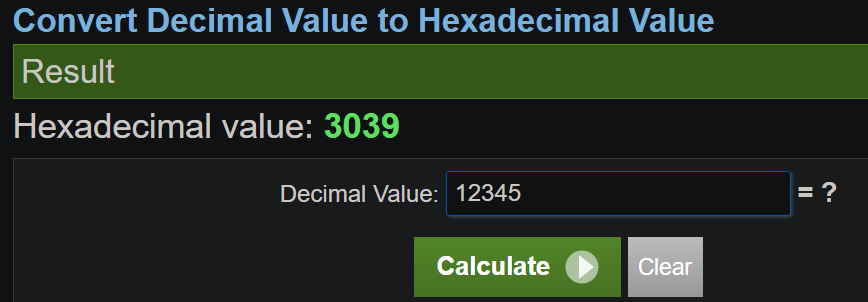 Convert Decimal Value to Hexadecimal Value
Result
Hexadecimal value: 3039
Decimal Value: 12345 = ?
Calculate Clear